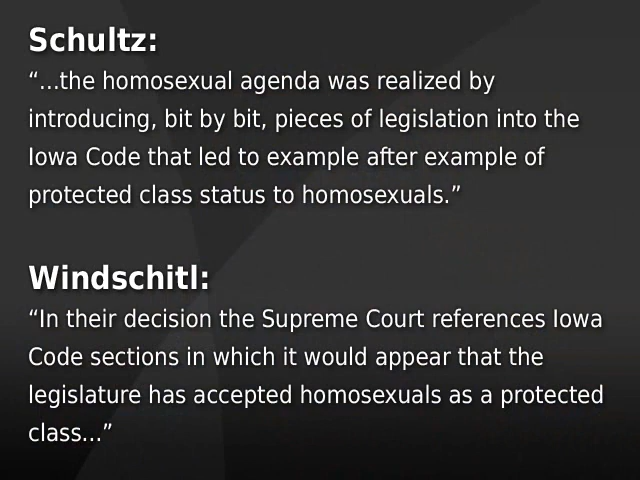 Schultz:
“...the homosexual agenda was realized by
introducing, bit by bit, pieces of legislation into the
Iowa Code that led to example after example of
protected class status to homosexuals.”
Windschitl:
“In their decision the Supreme Court references Iowa
Code sections in which it would appear that the
legislature has accepted homosexuals as a protected
class...”